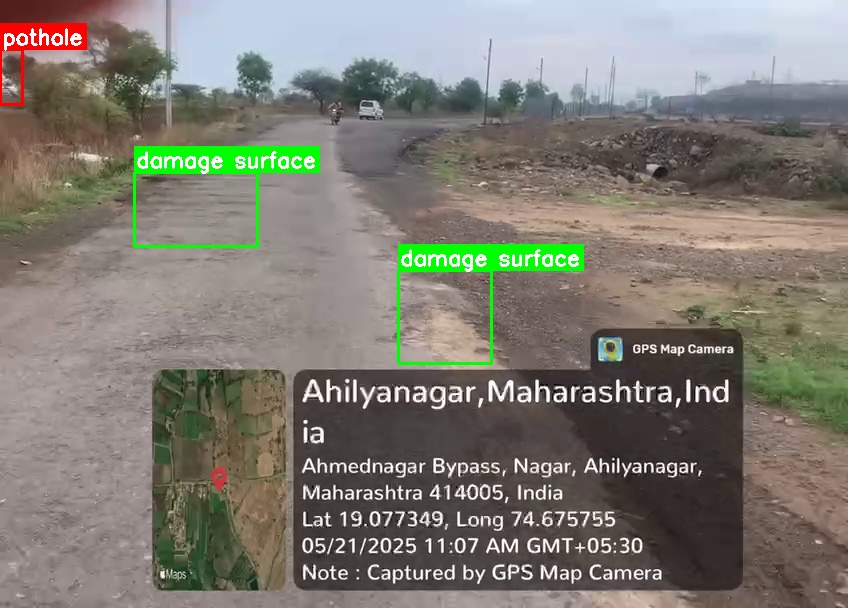 pothole
damage surface
damage surface
GPS Map Camera
Ahilyanagar,Maharashtra,Ind
ia
Ahmednagar Bypass, Nagar, Ahilyanagar,
Maharashtra 414005, India
Lat 19.077349, Long 74.675755
05/21/2025 11:07 AM GMT+05:30
Note : Captured by GPS Map Camera
Maps